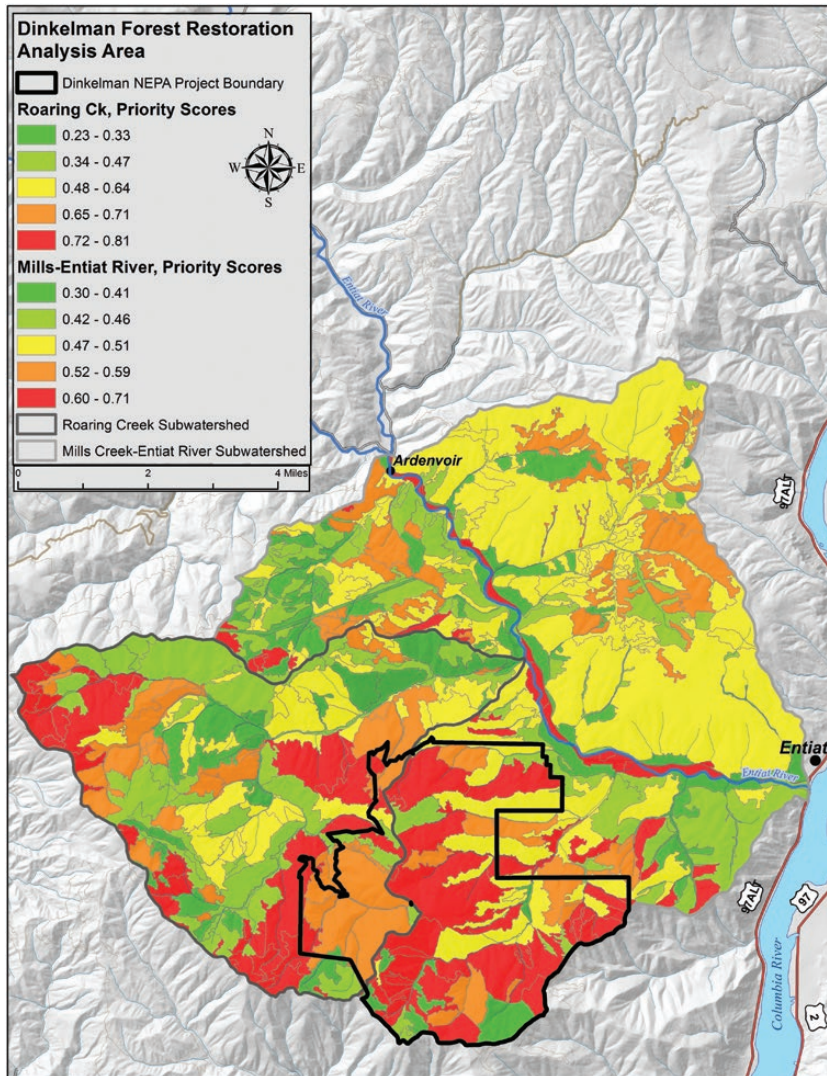 Dinkelman Forest Restoration
Analysis Area
Dinkelman NEPA Project Boundary
Roaring Ck, Priority Scores
0.23 - 0.33
0.34 - 0.47
0.48 - 0.64
0.65 - 0.71
0.72 - 0.81
N
W
E
S
Mills-Entiat River, Priority Scores
0.30 - 0.41
0.42 - 0.46
0.47 - 0.51
0.52 - 0.59
0.60 - 0.71
Roaring Creek Subwatershed
Mills Creek-Entiat River Subwatershed
0
2
4 Miles
Entiat River
Ardenvoir
97ALT
Entiat
Entiat River
97ALT
97
Columbia River
2